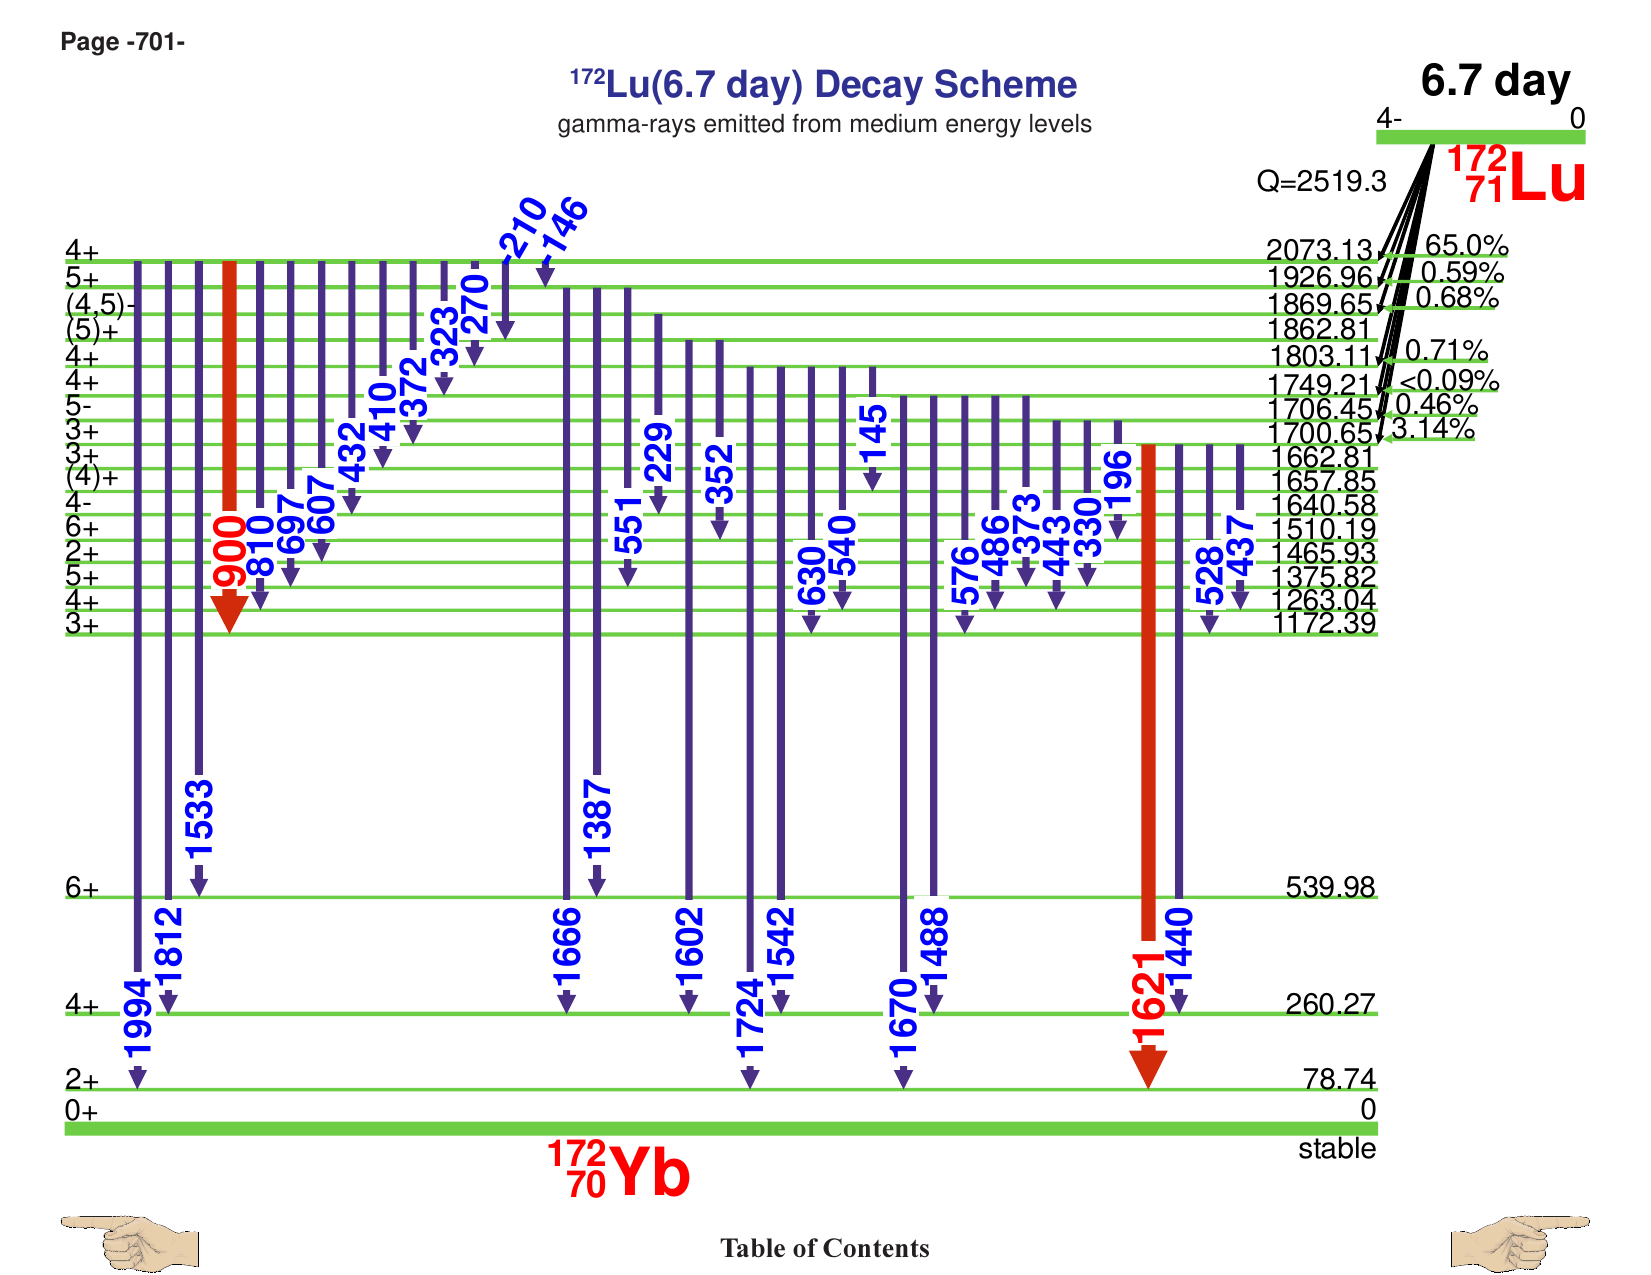 Page -701-
172Lu(6.7 day) Decay Scheme
gamma-rays emitted from medium energy levels
6.7 day
4- 0
172 71 Lu
Q=2519.3
210 146
4+ 2073.13 65.0%
5+ 1926.96 0.59%
(4,5)- 1869.65 0.68%
(5)+ 1862.81
4+ 1803.11 0.71%
4+ 1749.21 <0.09%
5- 1706.45 0.46%
3+ 1700.65 3.14%
3+ 1662.81
(4)+ 1657.85
4- 1640.58
6+ 1510.19
2+ 1465.93
5+ 1375.82
4+ 1263.04
3+ 1172.39
1994 1812 1533 900 810 697 607 432 410 372 323 270
1666 1387 551 229 1602 352 1724 1542 630 540 145
1670 1488 576 486 373 443 330 196 1621 1440 528 437
6+ 539.98
4+ 260.27
2+ 78.74
0+ 0
stable
172 70 Yb
Table of Contents